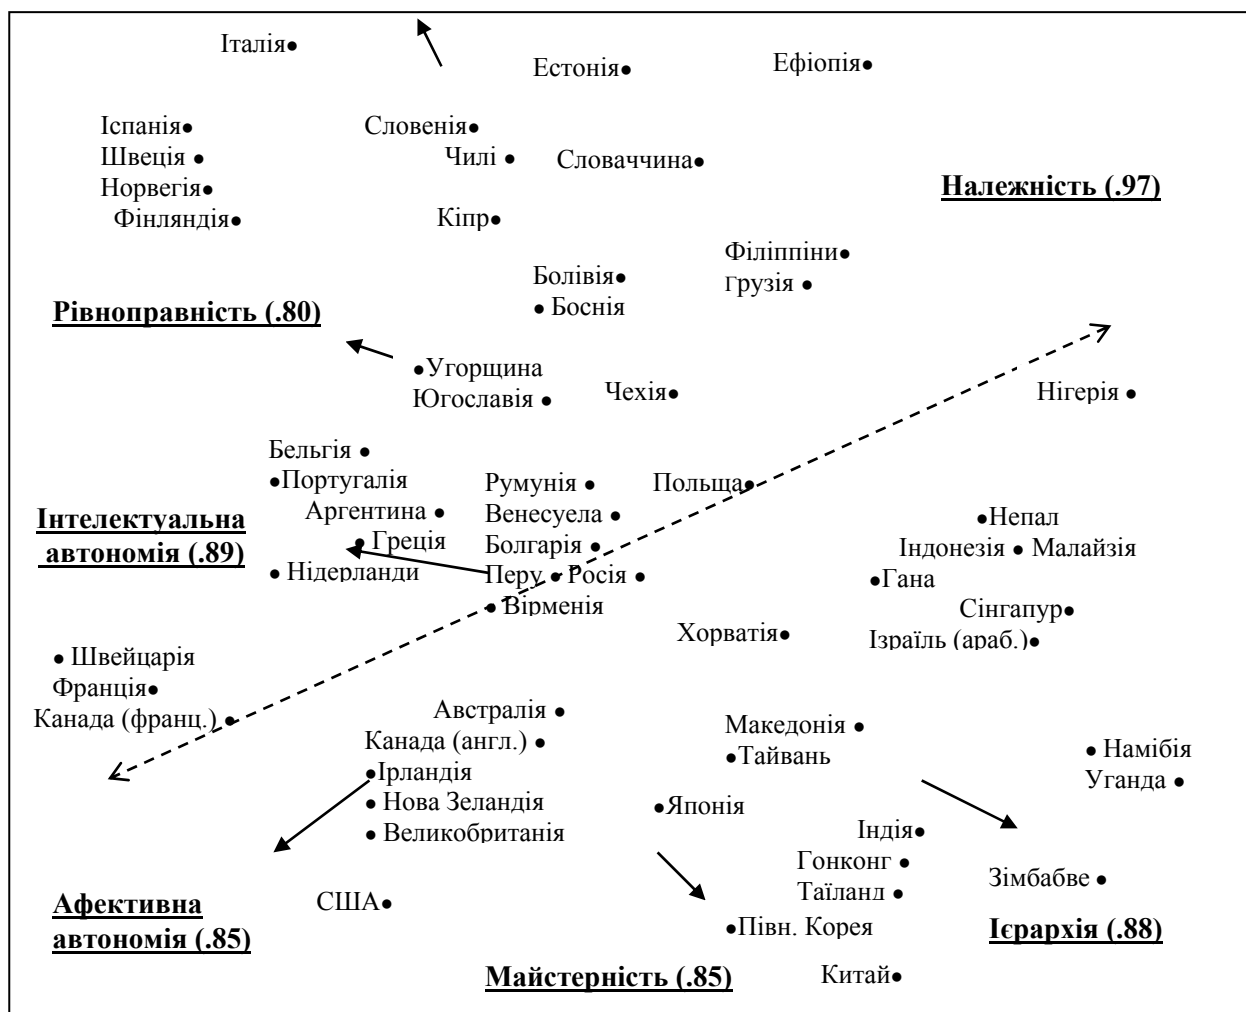 Італія
Естонія
Ефіопія
Іспанія
Словенія
Швеція
Чилі
Словаччина
Норвегія
Належність (.97)
Фінляндія
Кіпр
Філіппіни
Болівія
Грузія
Боснія
Рівноправність (.80)
Угорщина
Югославія
Чехія
Нігерія
Бельгія
Португалія
Румунія
Польща
Аргентина
Венесуела
Інтелектуальна
автономія (.89)
Греція
Болгарія
Непал
Індонезія
Малайзія
Нідерланди
Перу
Росія
Гана
Вірменія
Сінгапур
Хорватія
Ізраїль (араб.)
Швейцарія
Франція
Канада (франц.)
Австралія
Македонія
Канада (англ.)
Тайвань
Намібія
Ірландія
Уганда
Нова Зеландія
Японія
Великобританія
Індія
Гонконг
Зімбабве
Таїланд
США
Афективна
автономія (.85)
Півн. Корея
Ієрархія (.88)
Майстерність (.85)
Китай